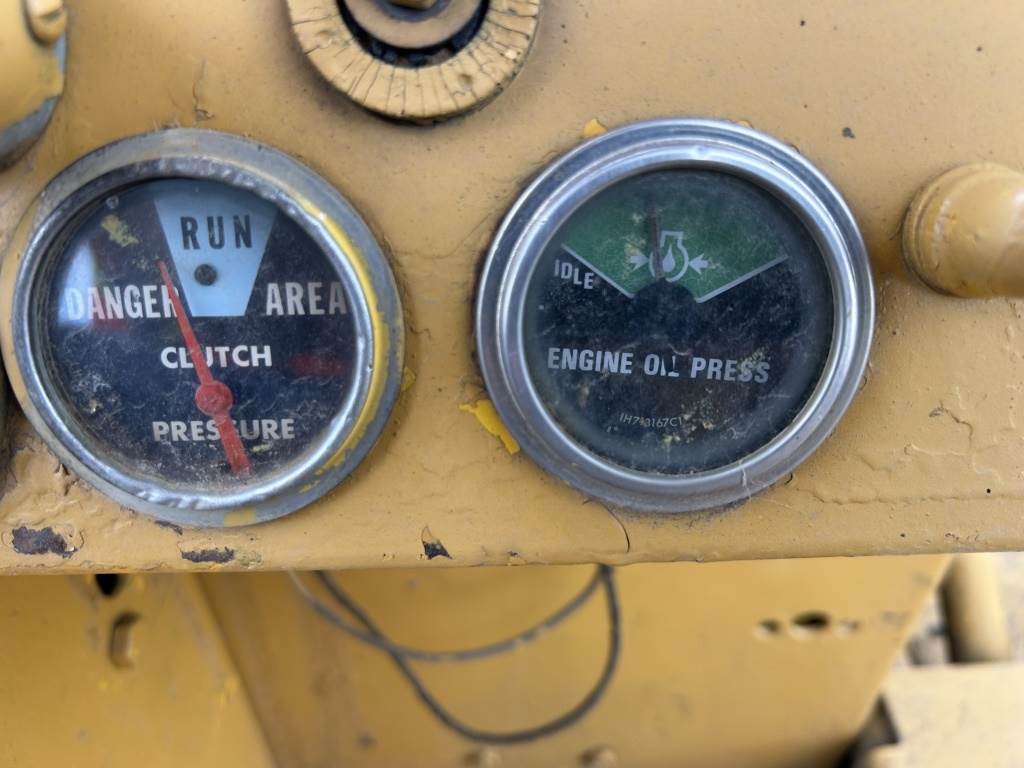 RUN
DANGER AREA
CLUTCH
PRESSURE
IDLE
ENGINE OIL PRESS